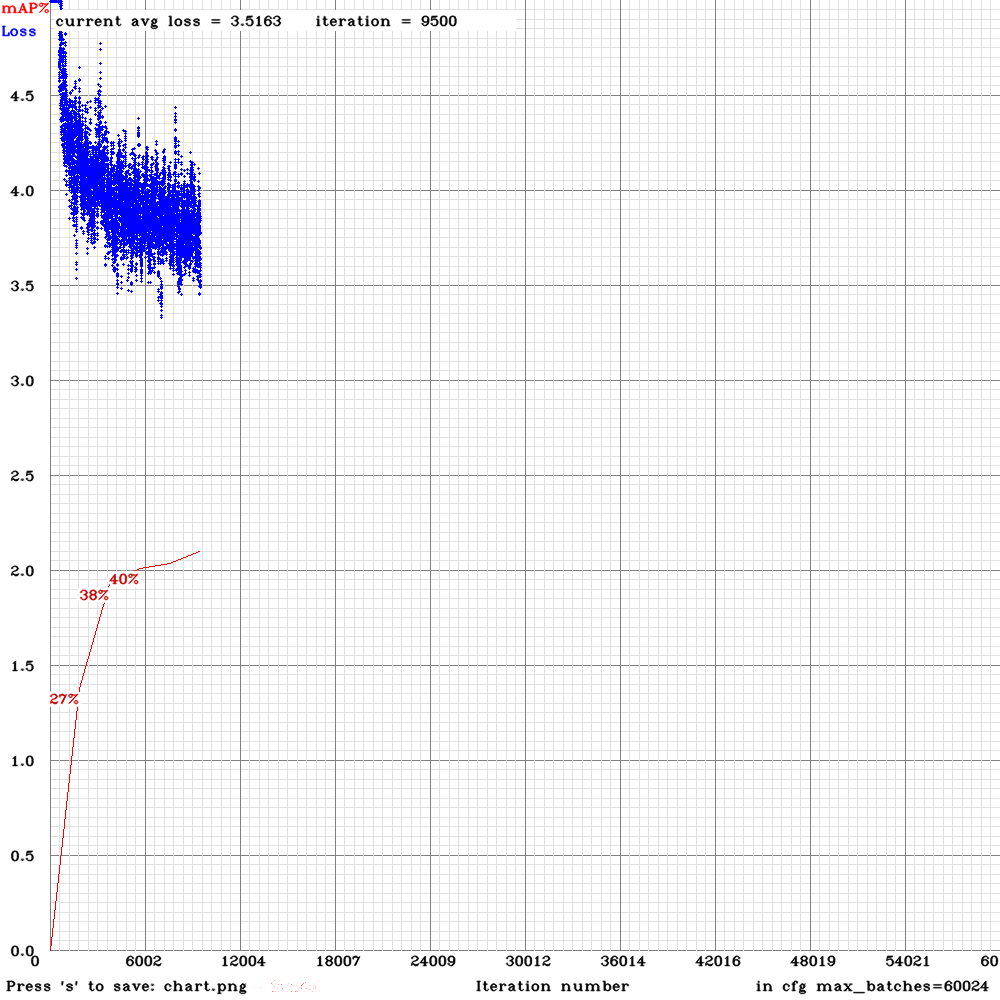 mAP%
current avg loss = 3.5163 iteration = 9500
Loss
4.5
4.0
3.5
3.0
2.5
2.0
40%
38%
1.5
27%
1.0
0.5
0.0
0 6002 12004 18007 24009 30012 36014 42016 48019 54021 60
Press 's' to save: chart.png Iteration number in cfg max_batches=60024